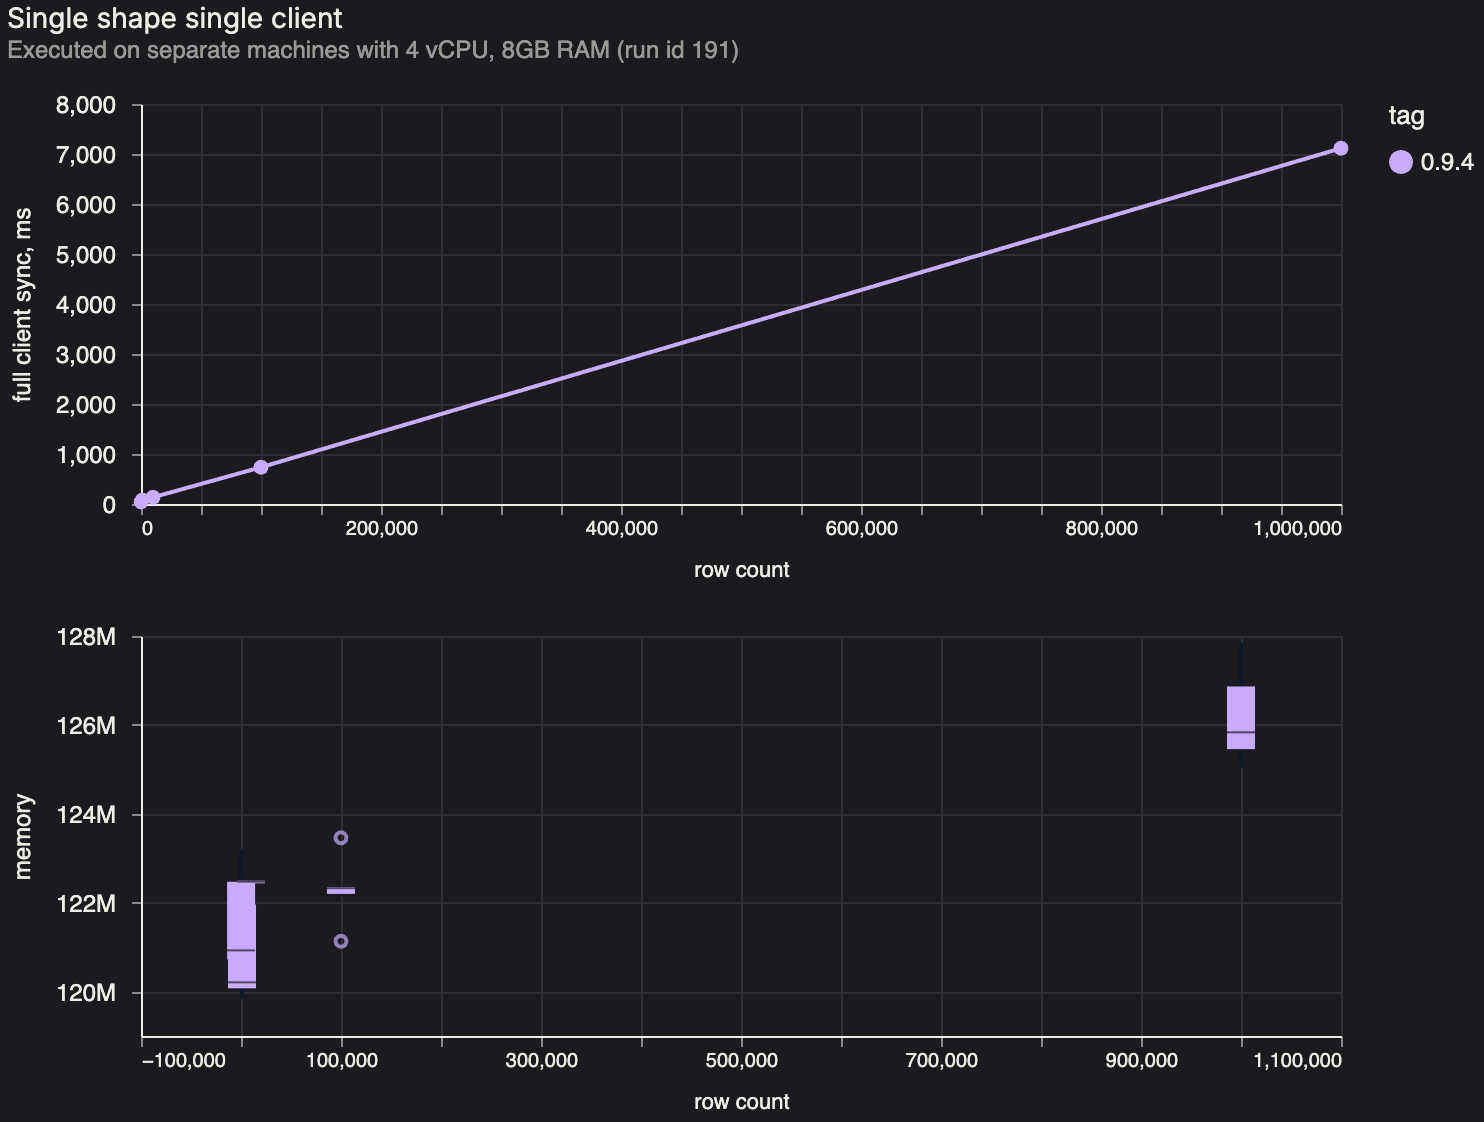 Single shape single client
Executed on separate machines with 4 vCPU, 8GB RAM (run id 191)
8,000
7,000
6,000
5,000
4,000
3,000
2,000
1,000
0
full client sync, ms
0 200,000 400,000 600,000 800,000 1,000,000
row count
tag
0.9.4
128M
126M
124M
122M
120M
memory
−100,000 100,000 300,000 500,000 700,000 900,000 1,100,000
row count